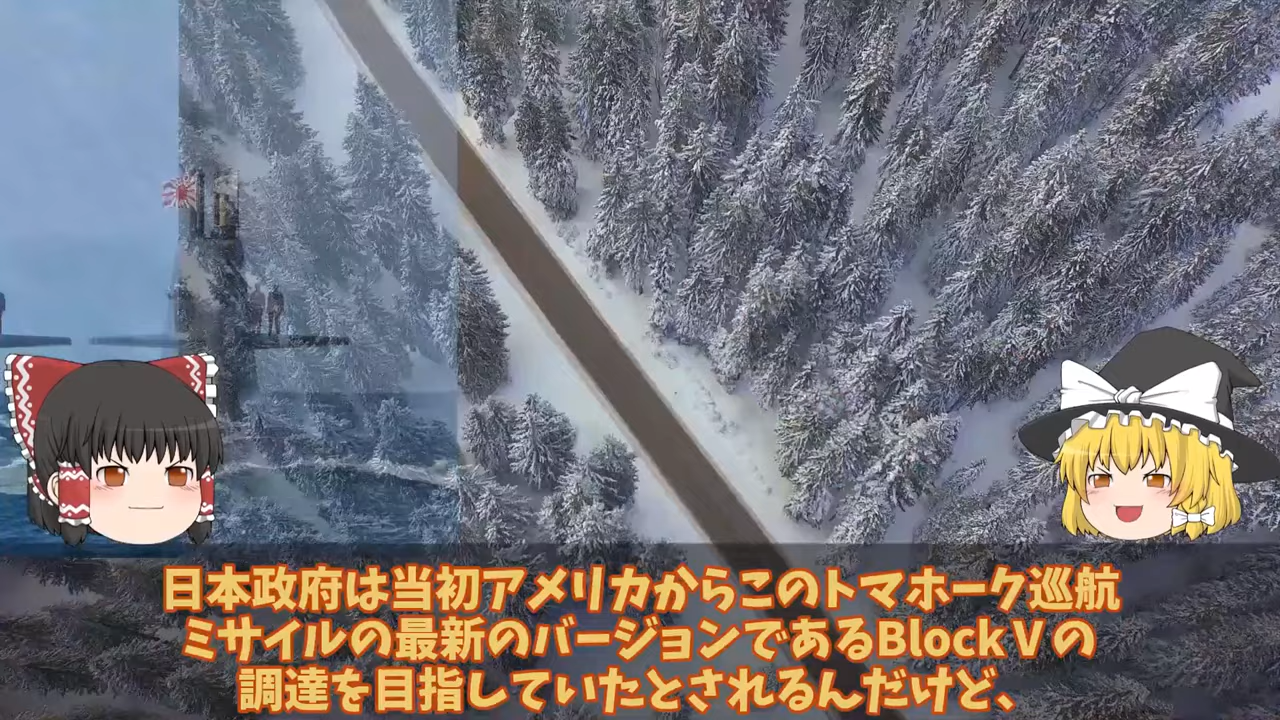 日本政府は当初アメリカからこのトマホーク巡航
ミサイルの最新のバージョンであるBlockⅤの
調達を目指していたとされるんだけど、